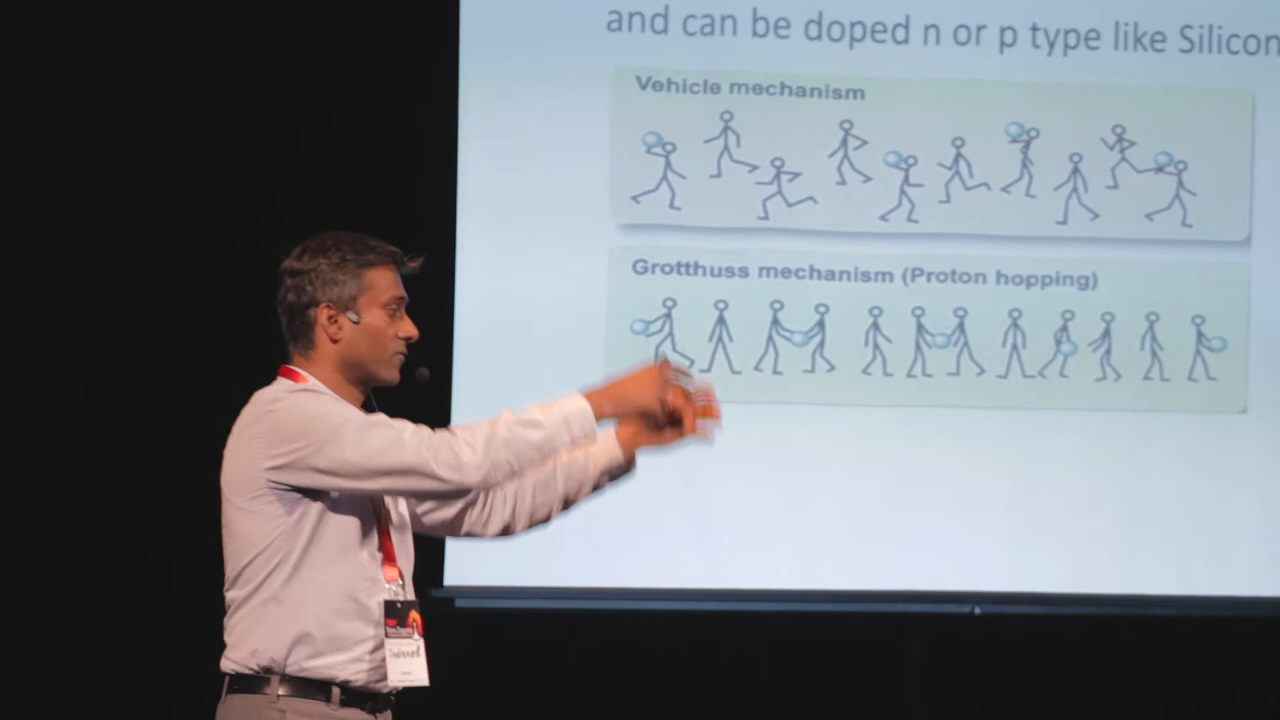 and can be doped n or p type like Silicon
Vehicle mechanism
Grotthuss mechanism (Proton hopping)